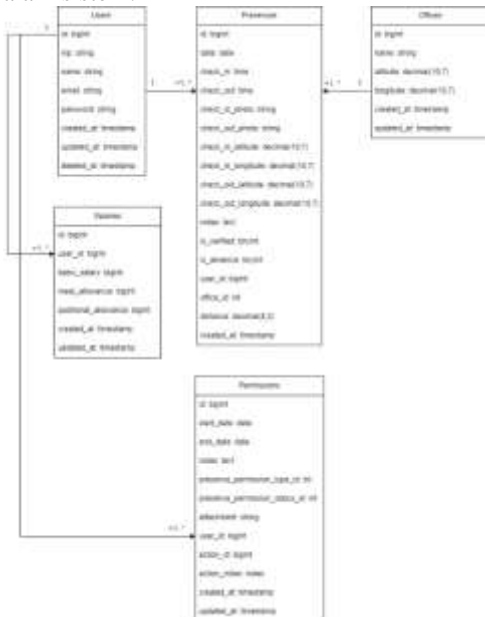 Users
id bigint
nip string
name string
email string
password string
created_at timestamp
updated_at timestamp
deleted_at timestamp
Presences
id bigint
date date
check_in time
check_out time
check_in_photo string
check_out_photo string
check_in_latitude decimal(10,7)
check_in_longitude decimal(10,7)
check_out_latitude decimal(10,7)
check_out_longitude decimal(10,7)
notes text
is_verified tinyint
user_id bigint
office_id int
distance decimal(8,2)
created_at timestamp
Offices
id bigint
name string
latitude decimal(10,7)
longitude decimal(10,7)
created_at timestamp
updated_at timestamp
Salaries
id bigint
user_id bigint
basic_salary bigint
meal_allowance bigint
additional_allowance bigint
created_at timestamp
updated_at timestamp
Permissions
id bigint
start_date date
end_date date
notes text
presence_permission_type_id int
presence_permission_status_id int
attachment string
user_id bigint
action_id bigint
action_notes notes
created_at timestamp
updated_at timestamp